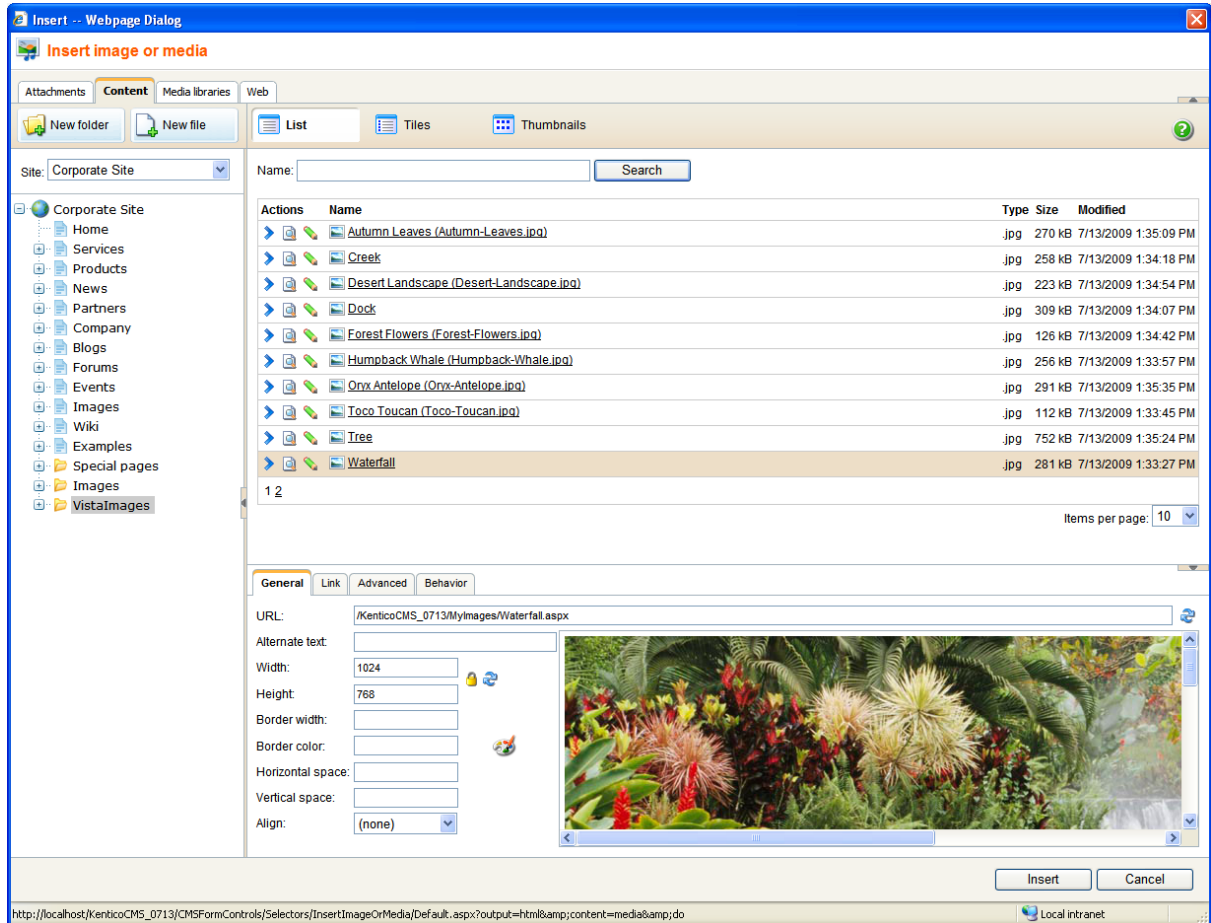 Insert -- Webpage Dialog
Insert image or media
Attachments Content Media libraries Web
New folder New file List Tiles Thumbnails
Site: Corporate Site Name: Search
Corporate Site
Home
Services
Products
News
Partners
Company
Blogs
Forums
Events
Images
Wiki
Examples
Special pages
Images
VistaImages
Actions Name Type Size Modified
Autumn Leaves (Autumn-Leaves.jpg) .jpg 270 kB 7/13/2009 1:35:09 PM
Creek .jpg 258 kB 7/13/2009 1:34:18 PM
Desert Landscape (Desert-Landscape.jpg) .jpg 223 kB 7/13/2009 1:34:54 PM
Dock .jpg 309 kB 7/13/2009 1:34:07 PM
Forest Flowers (Forest-Flowers.jpg) .jpg 126 kB 7/13/2009 1:34:42 PM
Humpback Whale (Humpback-Whale.jpg) .jpg 256 kB 7/13/2009 1:33:57 PM
Oryx Antelope (Oryx-Antelope.jpg) .jpg 291 kB 7/13/2009 1:35:35 PM
Toco Toucan (Toco-Toucan.jpg) .jpg 112 kB 7/13/2009 1:33:45 PM
Tree .jpg 752 kB 7/13/2009 1:35:24 PM
Waterfall .jpg 281 kB 7/13/2009 1:33:27 PM
1 2
Items per page: 10
General Link Advanced Behavior
URL: /KenticoCMS_0713/MyImages/Waterfall.aspx
Alternate text:
Width: 1024
Height: 768
Border width:
Border color:
Horizontal space:
Vertical space:
Align: (none)
Insert Cancel
http://localhost/KenticoCMS_0713/CMSFormControls/Selectors/InsertImageOrMedia/Default.aspx?output=html&amp;content=media&amp;do Local intranet